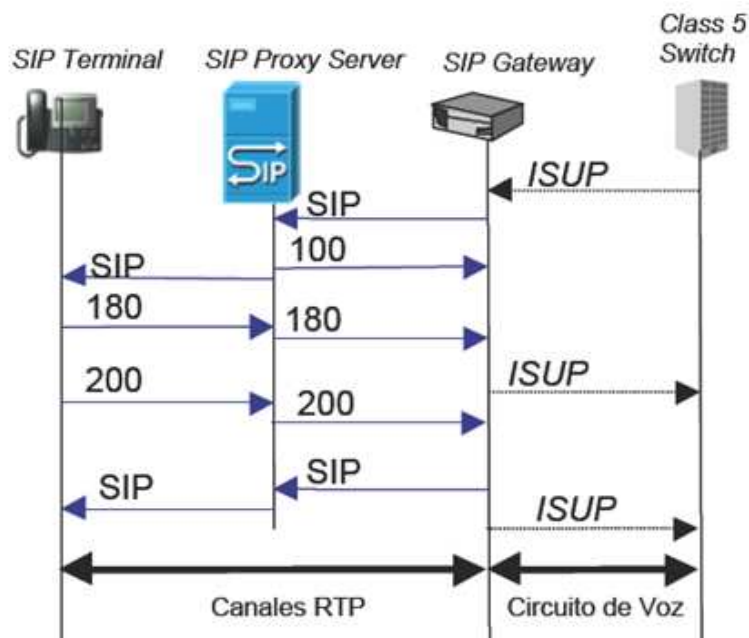 Class 5
Switch
SIP Terminal
SIP Proxy Server
SIP Gateway
SIP
ISUP
SIP
100
SIP
180
180
200
ISUP
200
SIP
SIP
ISUP
Canales RTP
Circuito de Voz